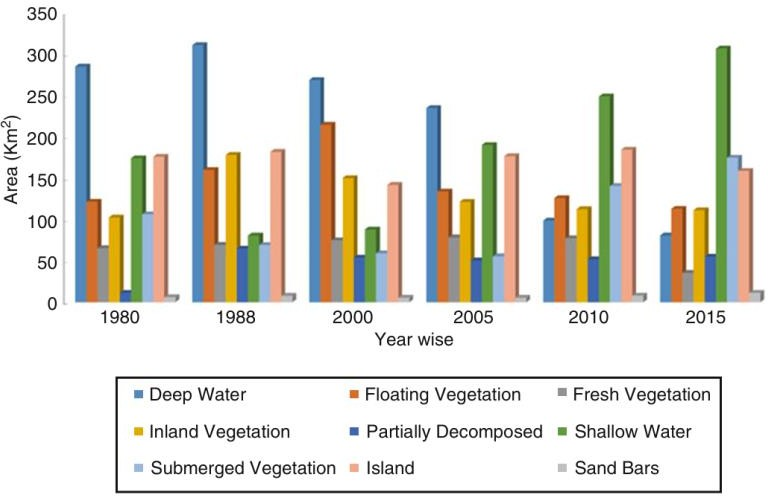 350
300
250
200
150
100
50
0
Area (Km²)
1980 1988 2000 2005 2010 2015
Year wise
Deep Water Floating Vegetation Fresh Vegetation
Inland Vegetation Partially Decomposed Shallow Water
Submerged Vegetation Island Sand Bars